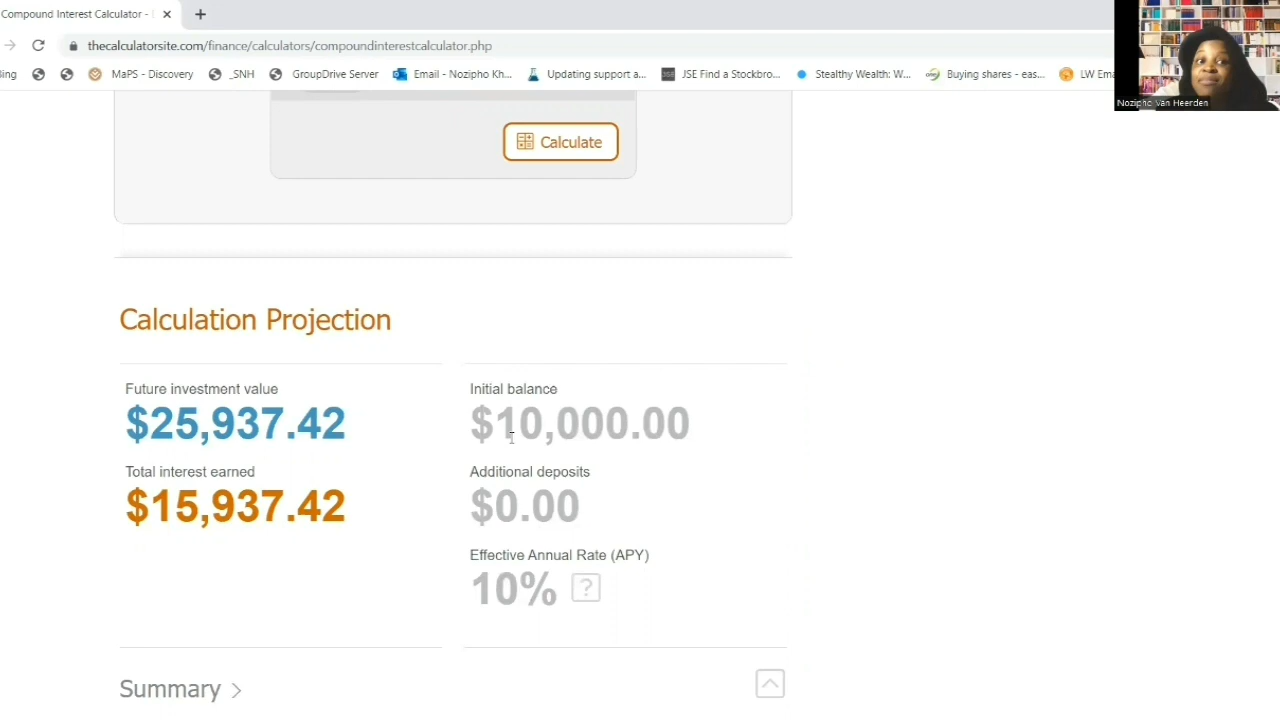 Compound Interest Calculator -
thecalculatorsite.com/finance/calculators/compoundinterestcalculator.php
ing
MaPS - Discovery
_SNH
GroupDrive Server
Email - Nozipho Kh...
Updating support a...
JSE Find a Stockbro...
Stealthy Wealth: W...
Buying shares - eas...
LW Ema
Nozipho Van Heerden
Calculate
Calculation Projection
Future investment value
$25,937.42
Total interest earned
$15,937.42
Initial balance
$10,000.00
Additional deposits
$0.00
Effective Annual Rate (APY)
10% ?
Summary >